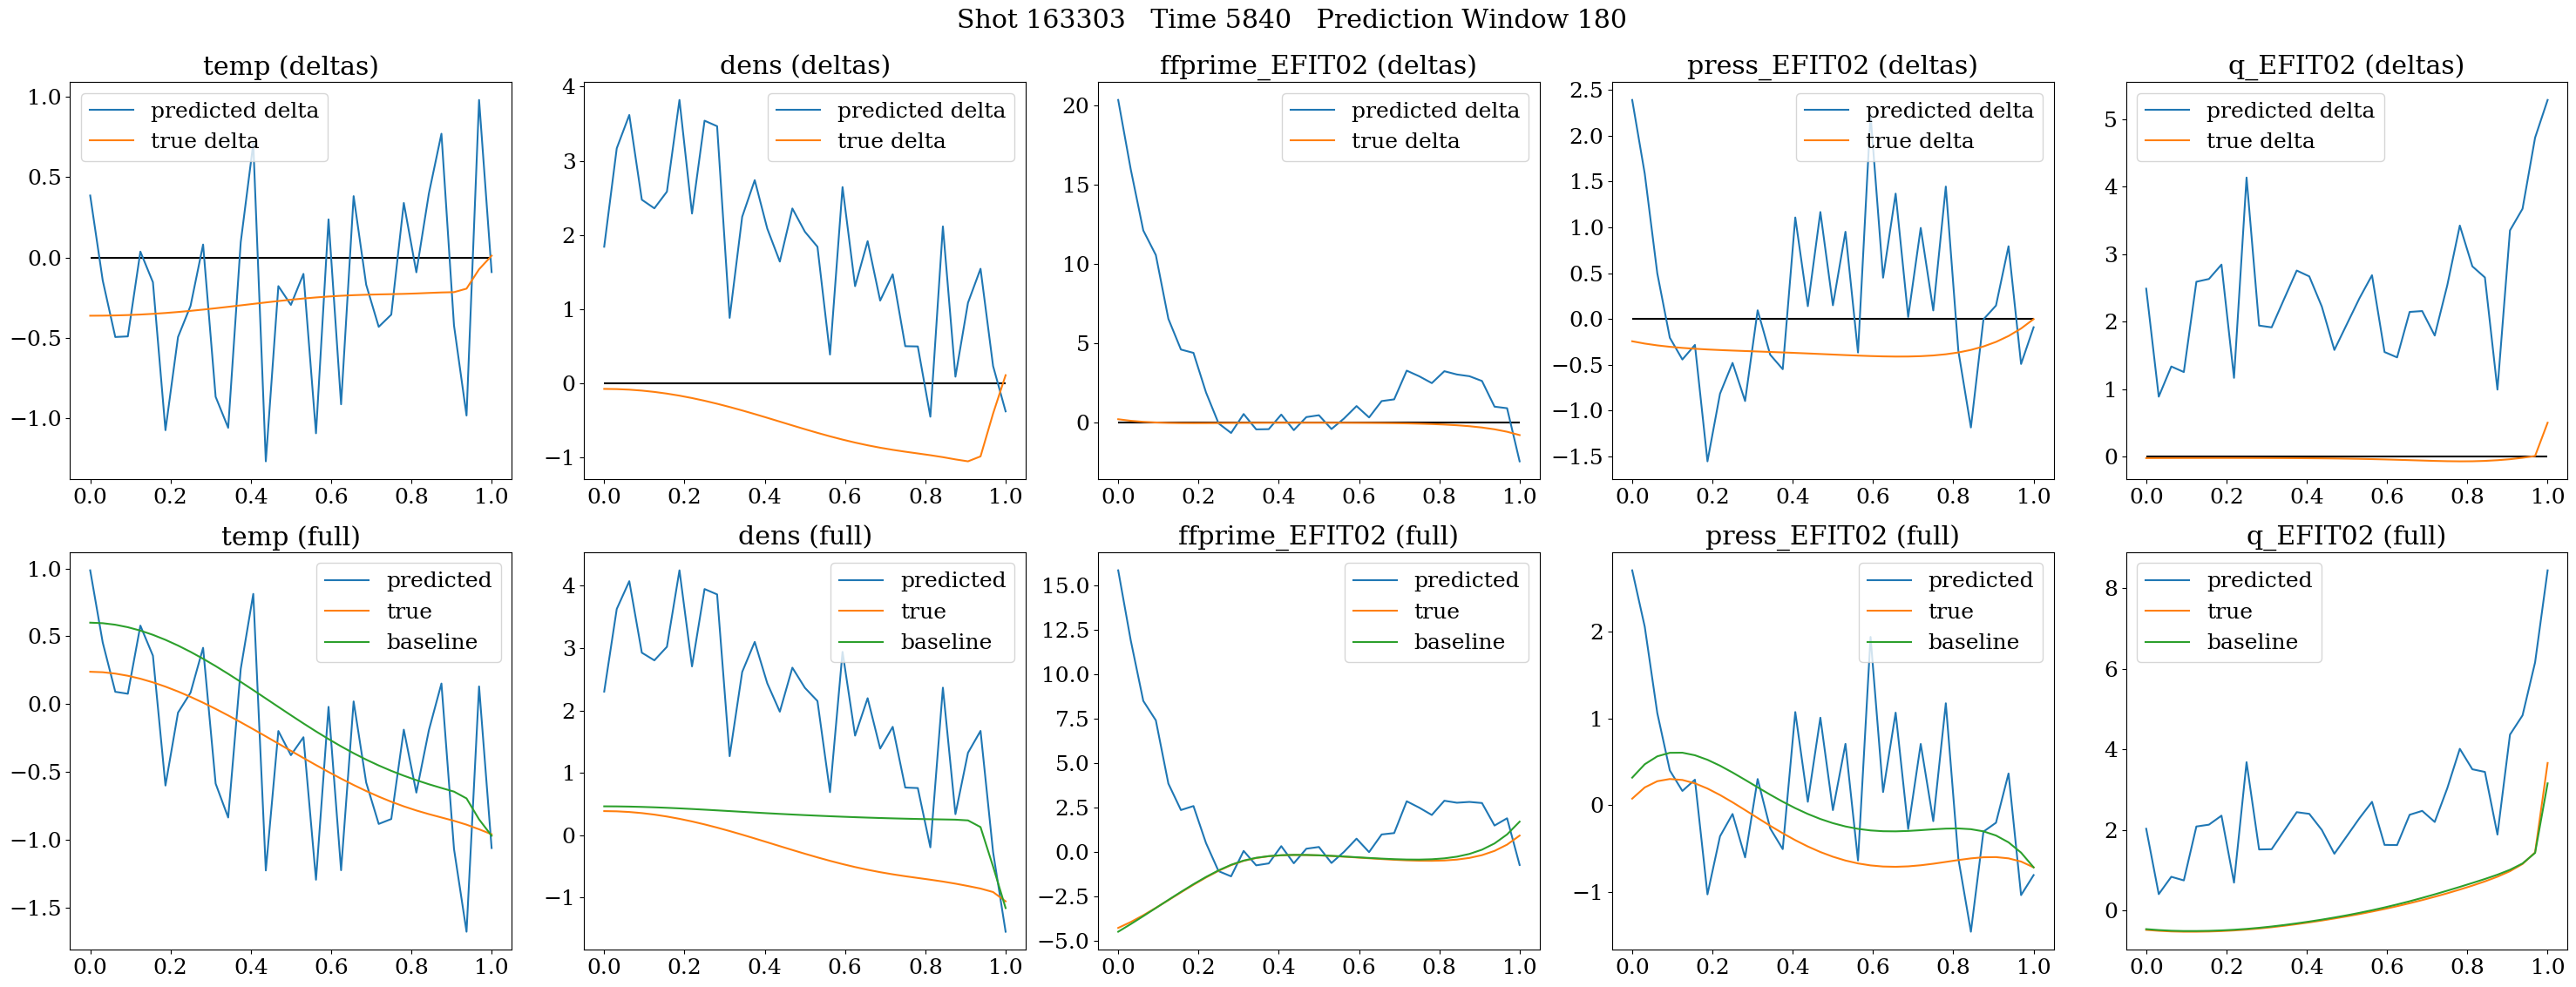 Shot 163303   Time 5840   Prediction Window 180
temp (deltas)
1.0
0.5
0.0
−0.5
−1.0
0.0 0.2 0.4 0.6 0.8 1.0
predicted delta
true delta
dens (deltas)
4
3
2
1
0
−1
0.0 0.2 0.4 0.6 0.8 1.0
predicted delta
true delta
ffprime_EFIT02 (deltas)
20
15
10
5
0
0.0 0.2 0.4 0.6 0.8 1.0
predicted delta
true delta
press_EFIT02 (deltas)
2.5
2.0
1.5
1.0
0.5
0.0
−0.5
−1.0
−1.5
0.0 0.2 0.4 0.6 0.8 1.0
predicted delta
true delta
q_EFIT02 (deltas)
5
4
3
2
1
0
0.0 0.2 0.4 0.6 0.8 1.0
predicted delta
true delta
temp (full)
1.0
0.5
0.0
−0.5
−1.0
−1.5
0.0 0.2 0.4 0.6 0.8 1.0
predicted
true
baseline
dens (full)
4
3
2
1
0
−1
0.0 0.2 0.4 0.6 0.8 1.0
predicted
true
baseline
ffprime_EFIT02 (full)
15.0
12.5
10.0
7.5
5.0
2.5
0.0
−2.5
−5.0
0.0 0.2 0.4 0.6 0.8 1.0
predicted
true
baseline
press_EFIT02 (full)
2
1
0
−1
0.0 0.2 0.4 0.6 0.8 1.0
predicted
true
baseline
q_EFIT02 (full)
8
6
4
2
0
0.0 0.2 0.4 0.6 0.8 1.0
predicted
true
baseline